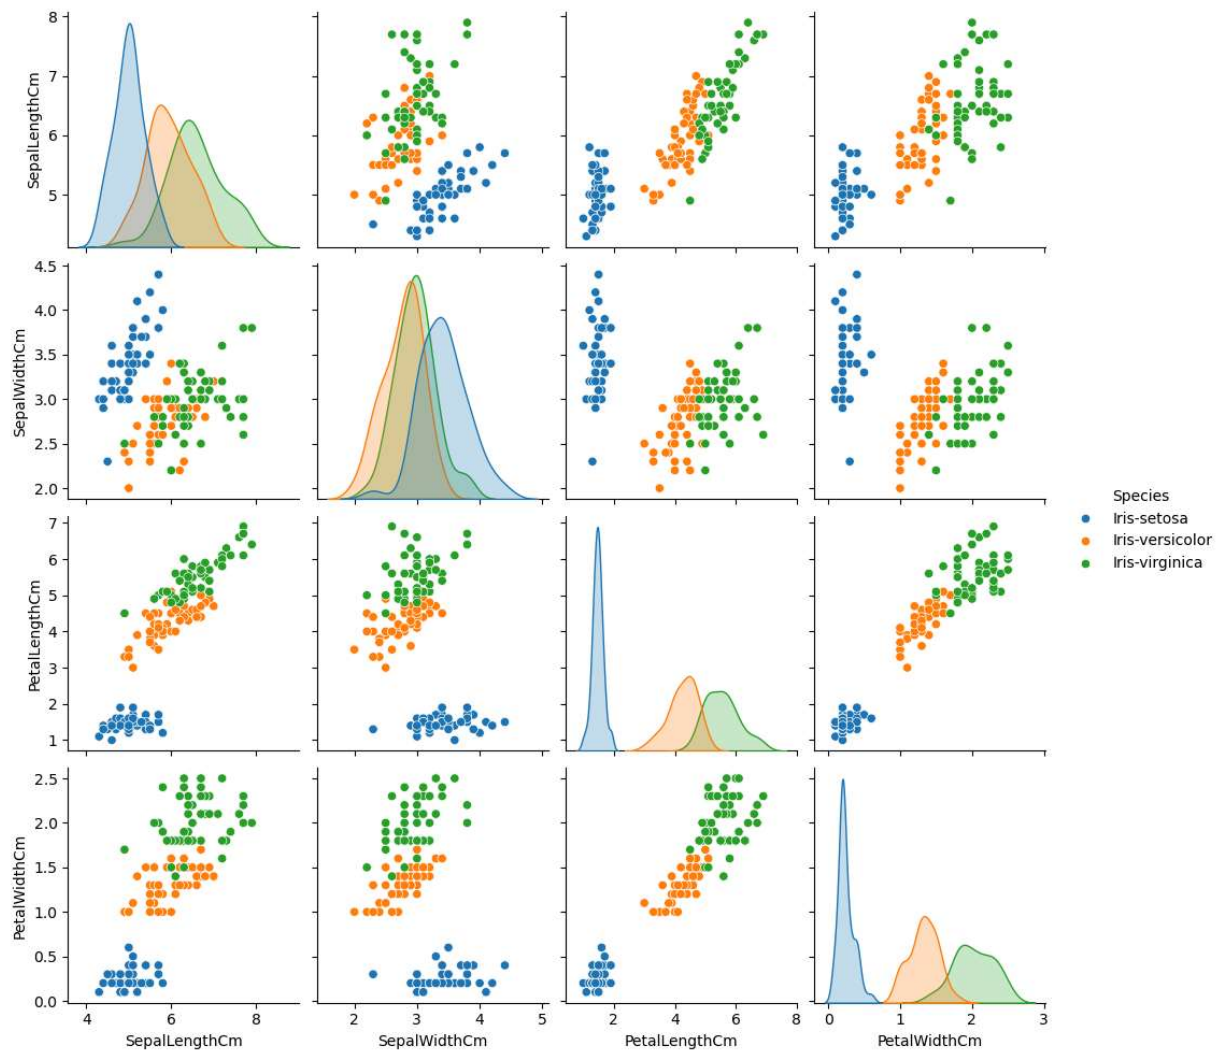 8
7
6
5
SepalLengthCm
4.5
4.0
3.5
3.0
2.5
2.0
SepalWidthCm
Species
Iris-setosa
Iris-versicolor
Iris-virginica
7
6
5
4
3
2
1
PetalLengthCm
2.5
2.0
1.5
1.0
0.5
0.0
PetalWidthCm
4 6 8
2 3 4 5
2 4 6 8
0 1 2 3
SepalLengthCm
SepalWidthCm
PetalLengthCm
PetalWidthCm